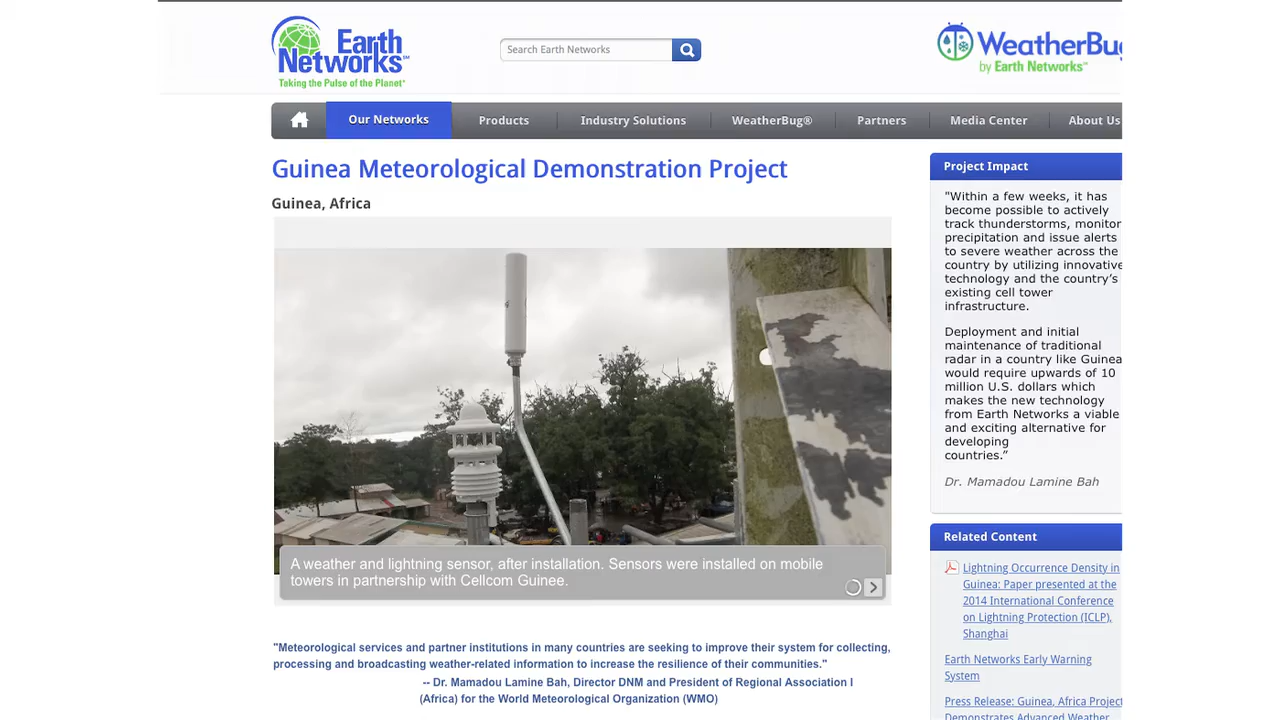 Earth
Networks℠
Taking the Pulse of the Planet℠
Search Earth Networks
WeatherBug
by Earth Networks℠
Our Networks
Products
Industry Solutions
WeatherBug®
Partners
Media Center
About Us
Guinea Meteorological Demonstration Project
Guinea, Africa
A weather and lightning sensor, after installation. Sensors were installed on mobile
towers in partnership with Cellcom Guinee.
"Meteorological services and partner institutions in many countries are seeking to improve their system for collecting,
processing and broadcasting weather-related information to increase the resilience of their communities."
-- Dr. Mamadou Lamine Bah, Director DNM and President of Regional Association I
(Africa) for the World Meteorological Organization (WMO)
Project Impact
"Within a few weeks, it has
become possible to actively
track thunderstorms, monitor
precipitation and issue alerts
to severe weather across the
country by utilizing innovative
technology and the country’s
existing cell tower
infrastructure.
Deployment and initial
maintenance of traditional
radar in a country like Guinea
would require upwards of 10
million U.S. dollars which
makes the new technology
from Earth Networks a viable
and exciting alternative for
developing
countries.”
Dr. Mamadou Lamine Bah
Related Content
Lightning Occurrence Density in
Guinea: Paper presented at the
2014 International Conference
on Lightning Protection (ICLP),
Shanghai
Earth Networks Early Warning
System
Press Release: Guinea, Africa Project
Demonstrates Advanced Weather